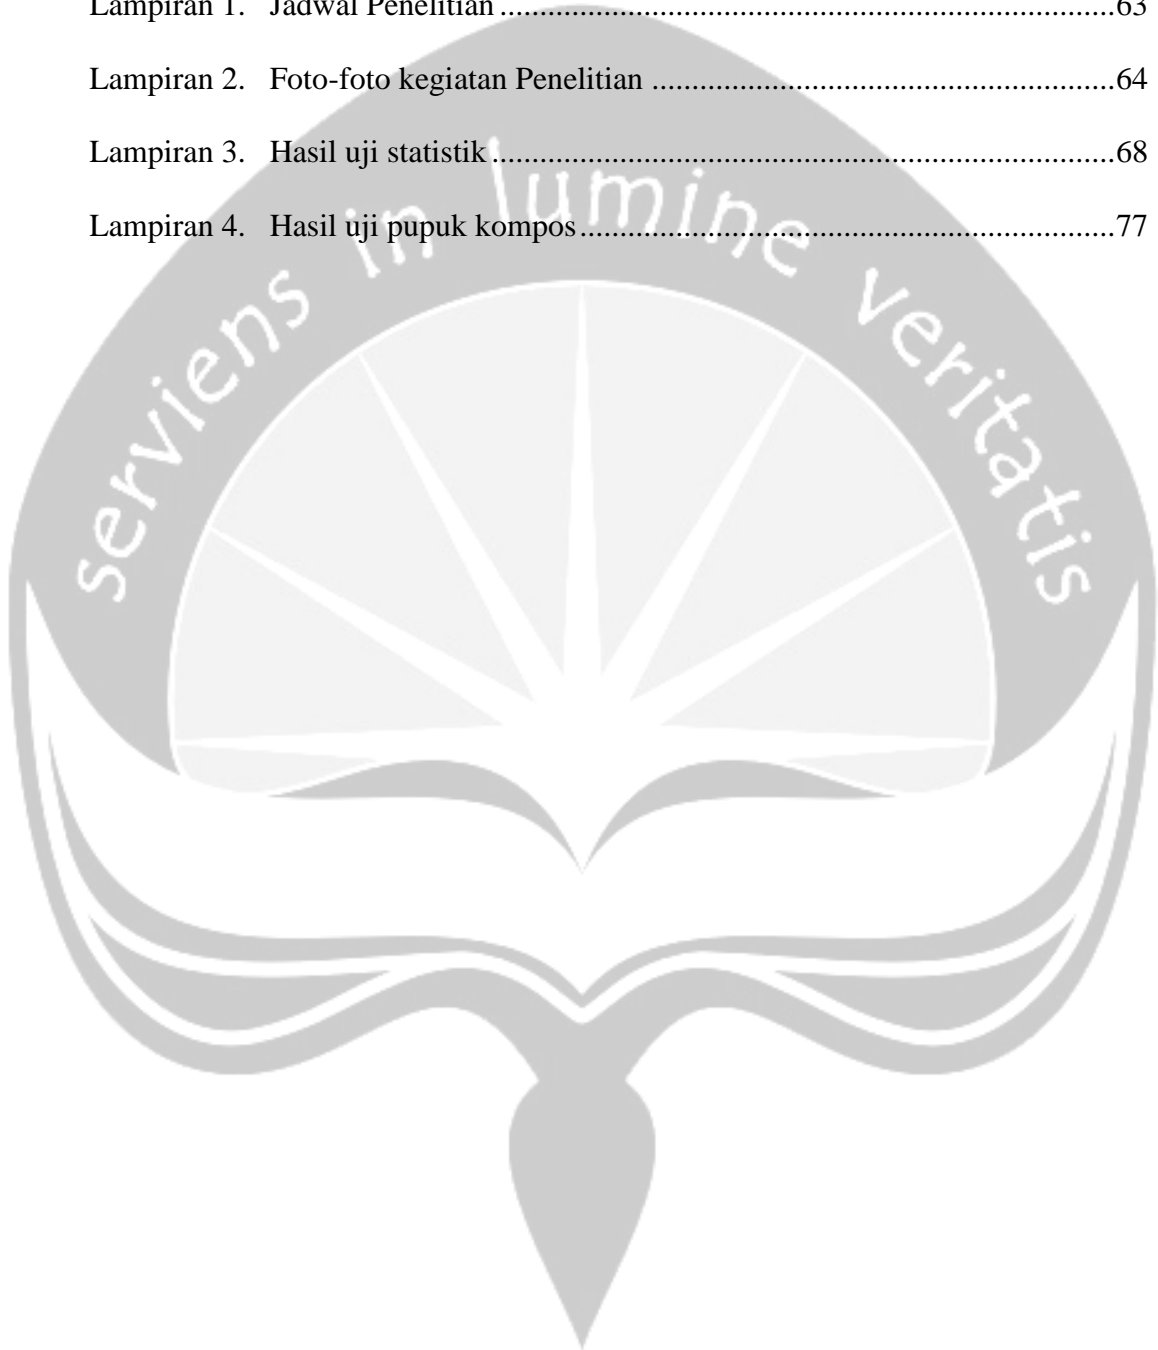 Lampiran 1. Jadwal Penelitian ........................................................................................63
Lampiran 2. Foto-foto kegiatan Penelitian ...................................................................64
Lampiran 3. Hasil uji statistik .........................................................................................68
Lampiran 4. Hasil uji pupuk kompos .............................................................................77
serviens in lumine veritatis